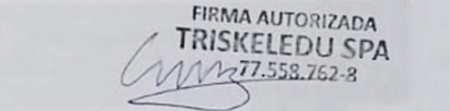 FIRMA AUTORIZADA
TRISKELEDU SPA
77.558.762-8